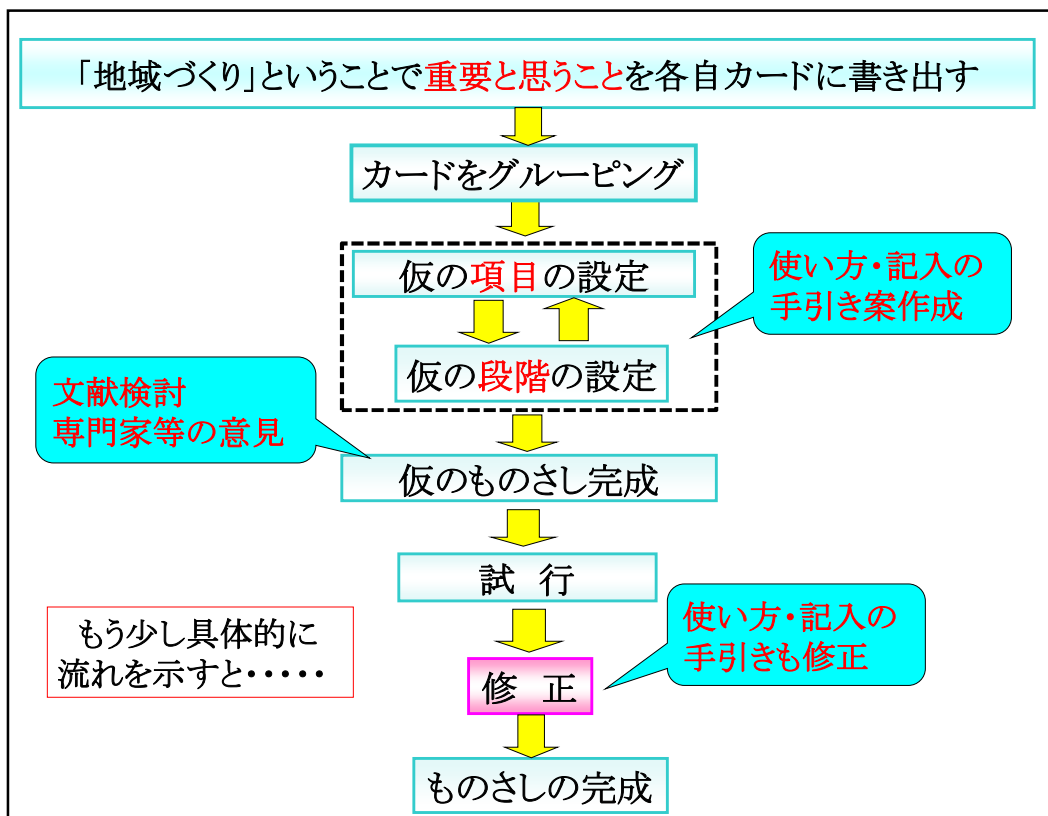 「地域づくり」ということで重要と思うことを各自カードに書き出す
カードをグルーピング
仮の項目の設定
使い方・記入の
手引き案作成
仮の段階の設定
文献検討
専門家等の意見
仮のものさし完成
試 行
もう少し具体的に
流れを示すと・・・・・
使い方・記入の
手引きも修正
修 正
ものさしの完成